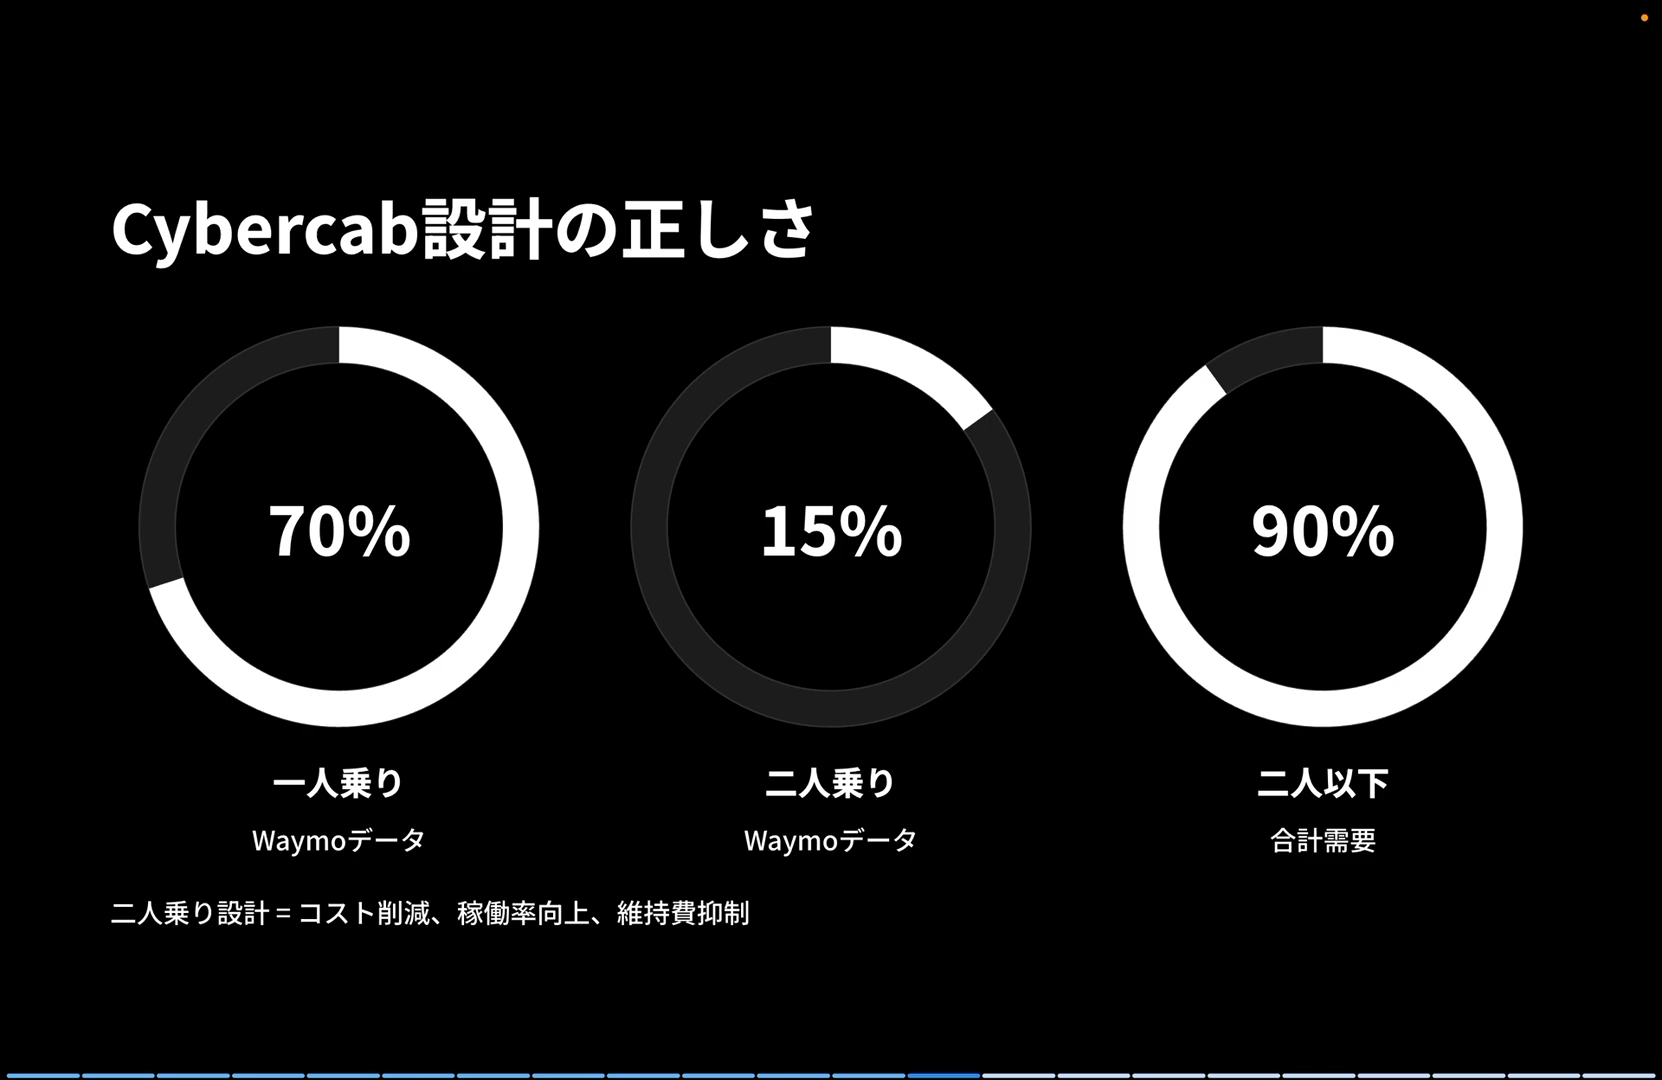 Cybercab設計の正しさ
70%
15%
90%
一人乗り
二人乗り
二人以下
Waymoデータ
Waymoデータ
合計需要
二人乗り設計 = コスト削減、稼働率向上、維持費抑制